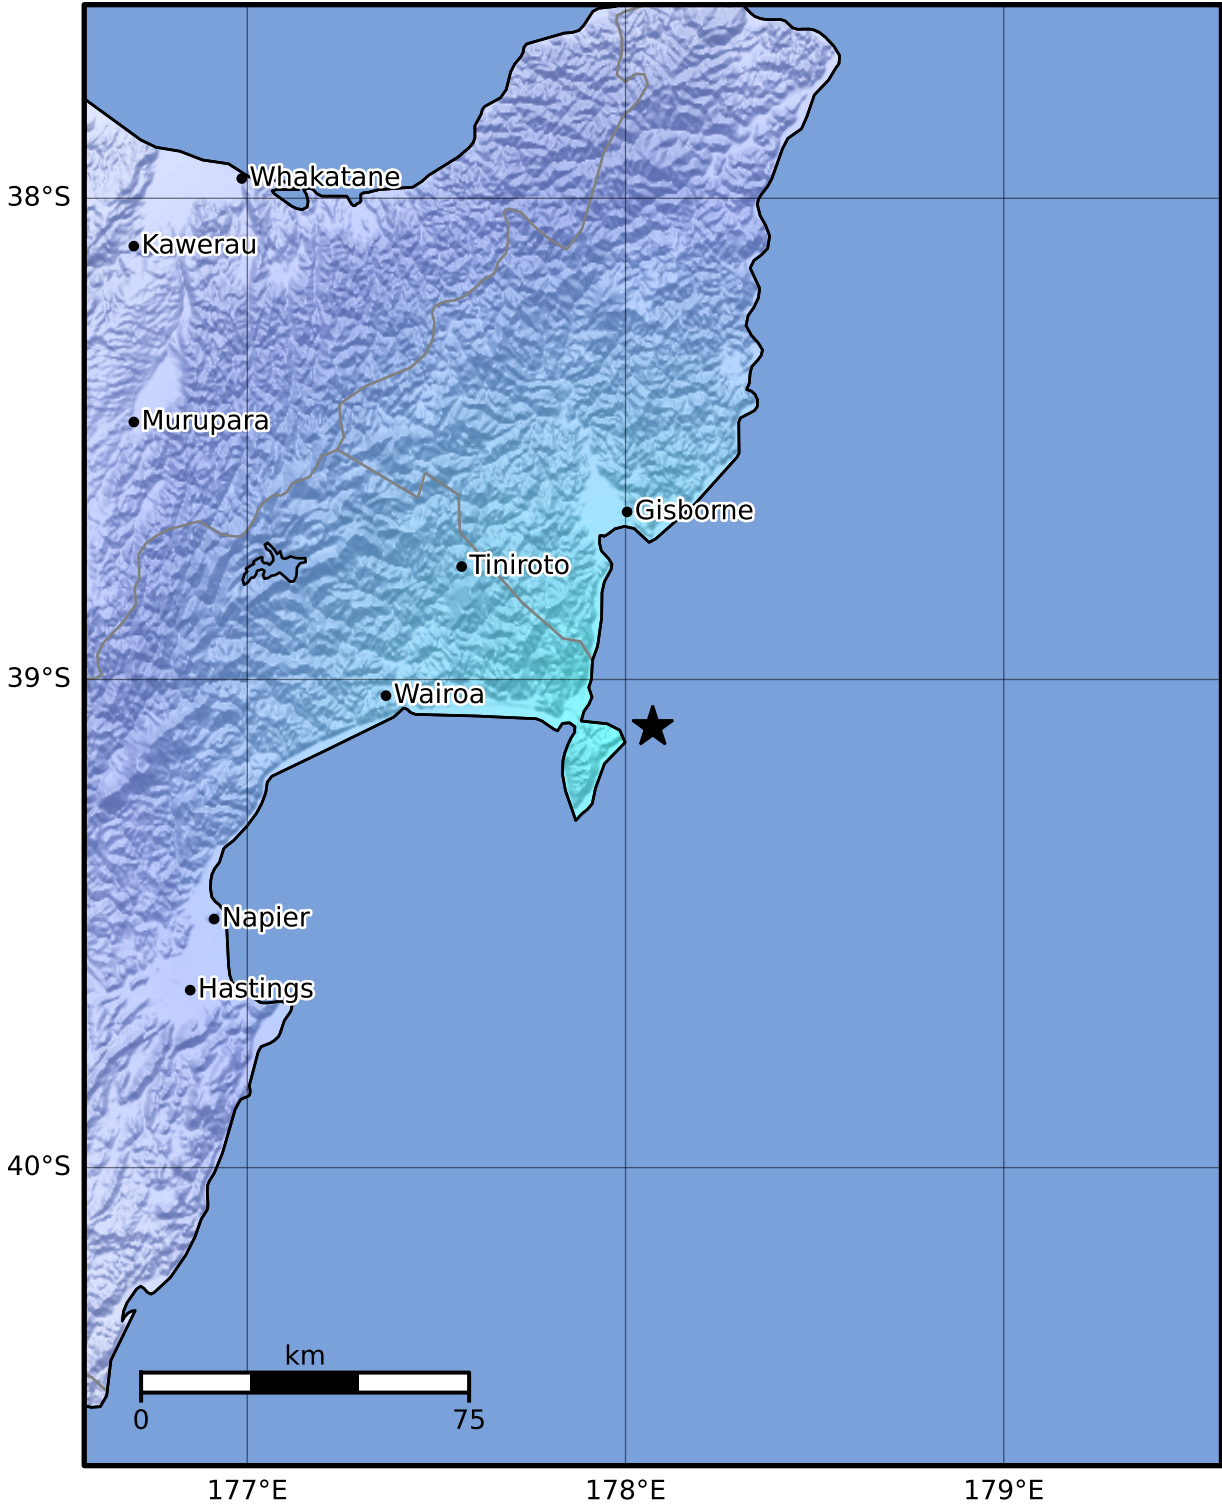 Whakatane
38°S
Kawerau
Murupara
Gisborne
Tiniroto
39°S
Wairoa
Napier
Hastings
40°S
km
0 75
177°E 178°E 179°E